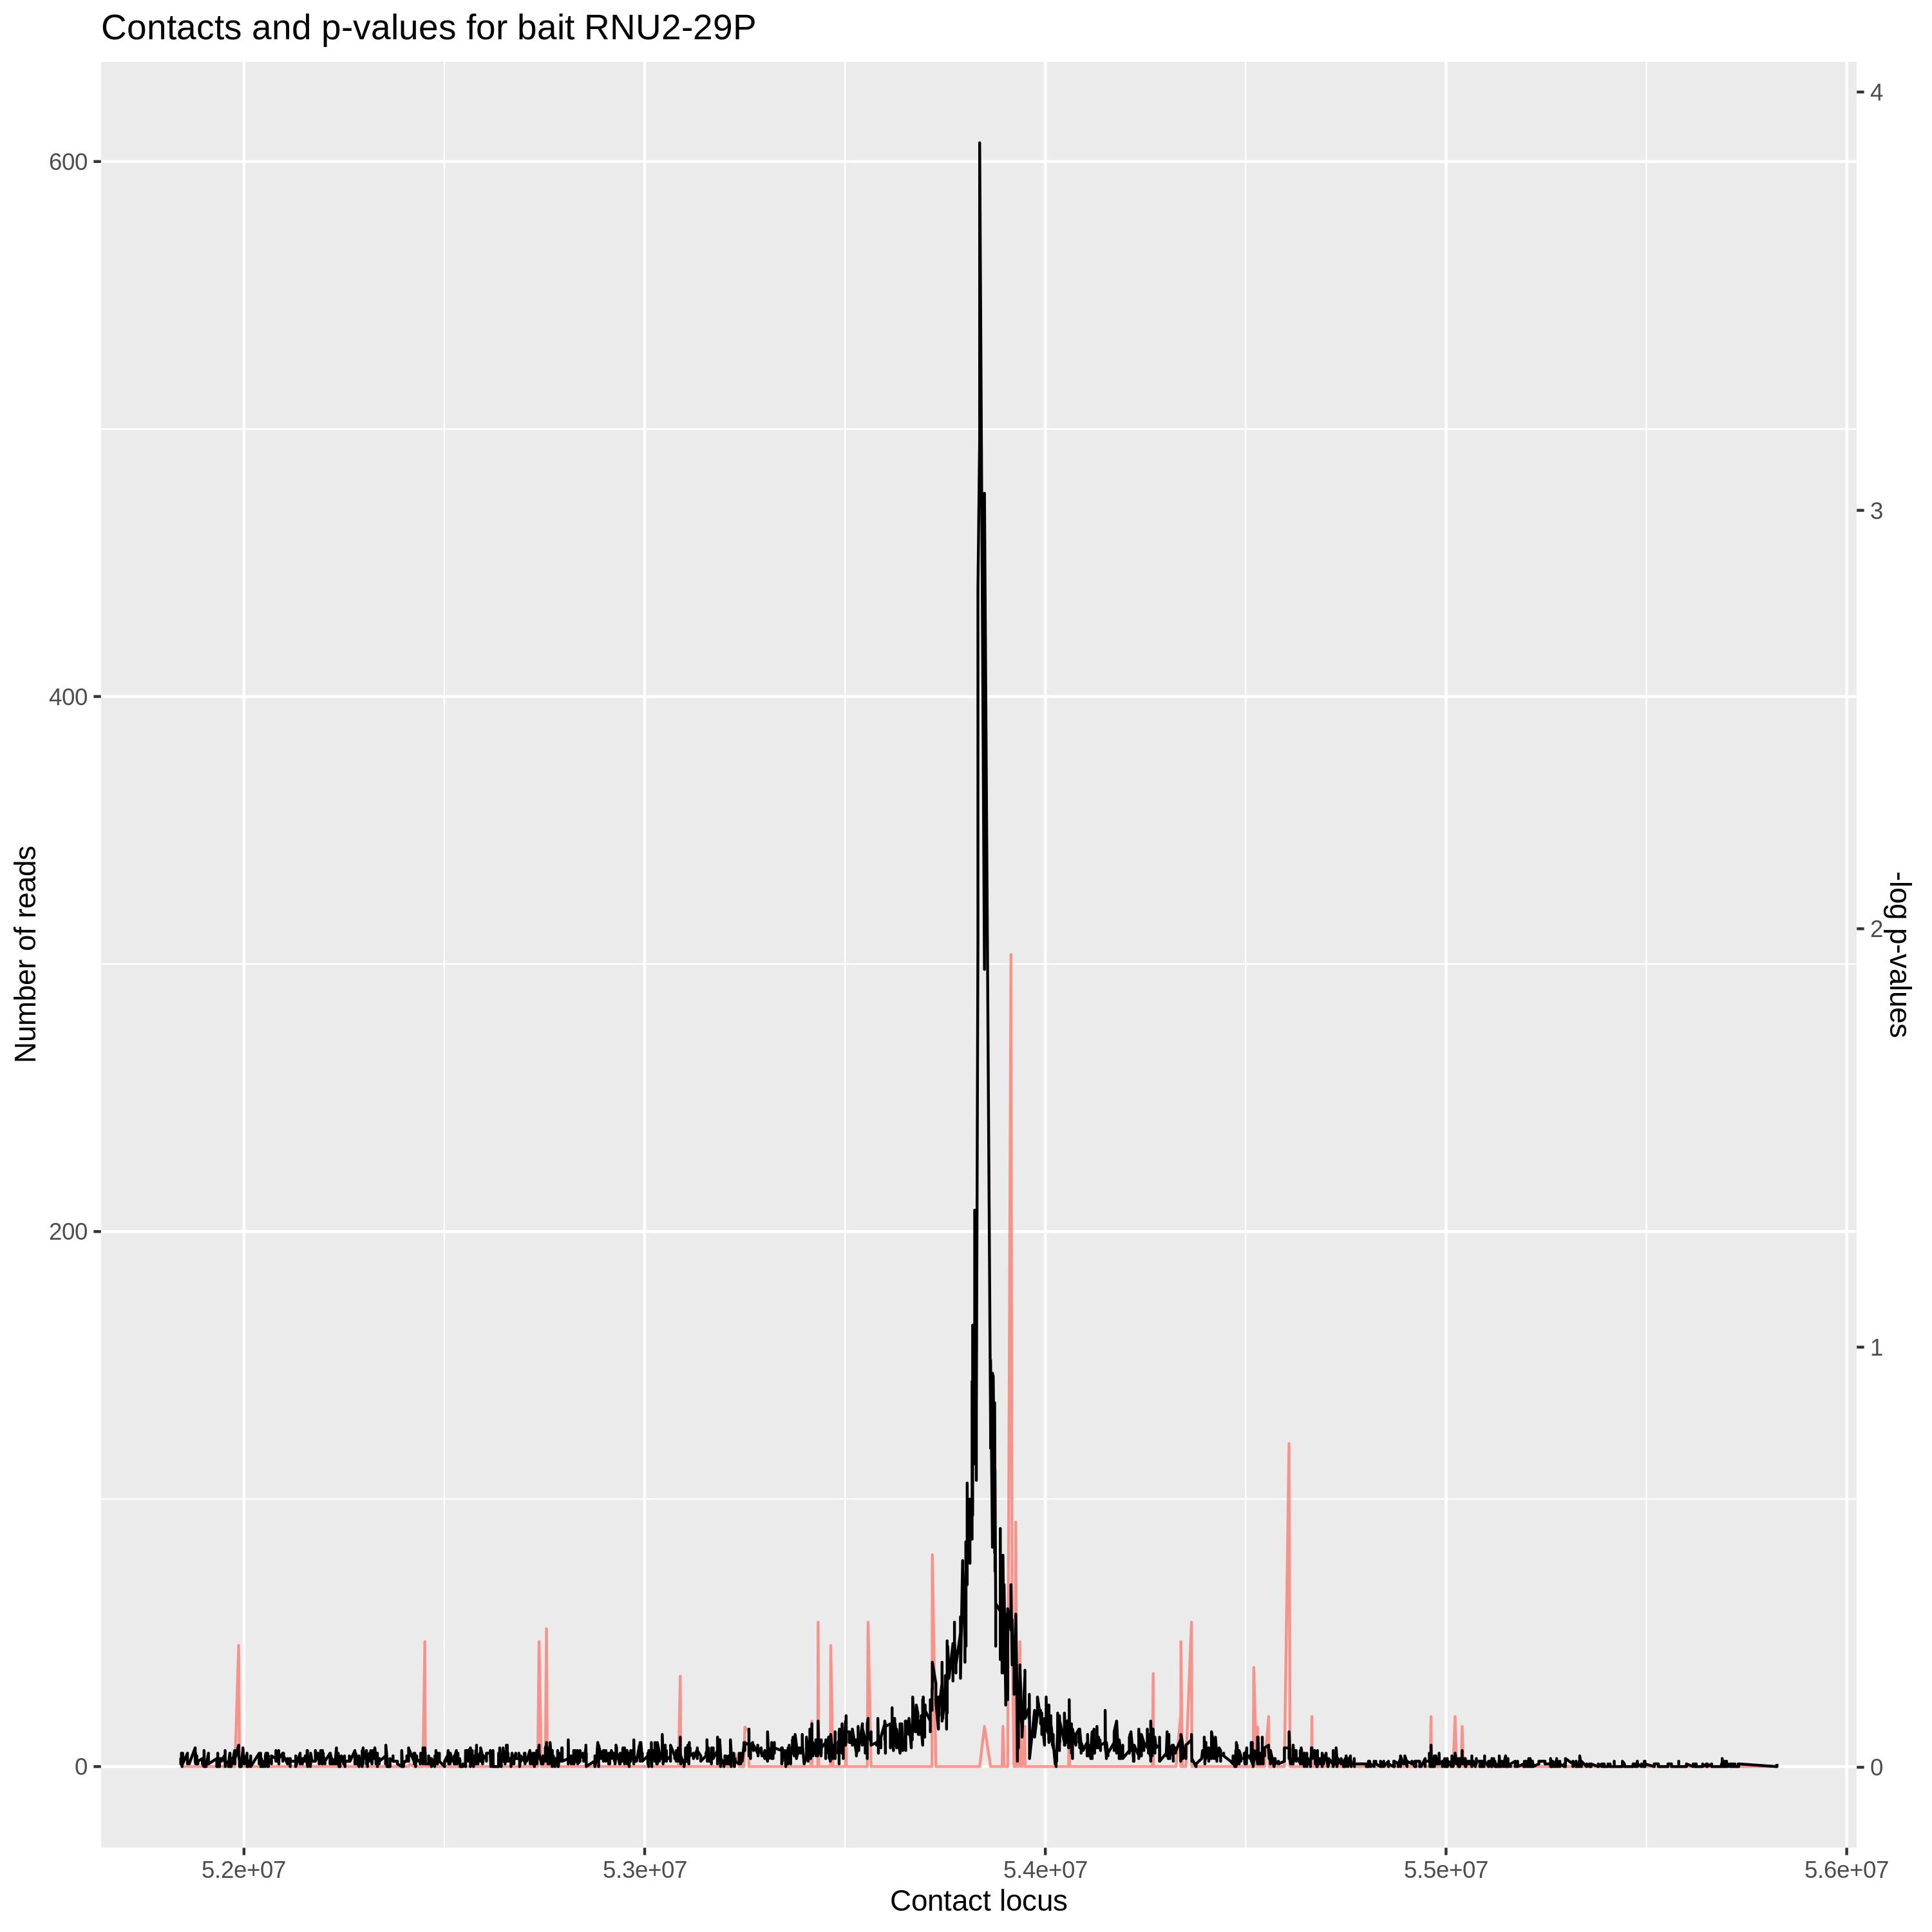 Contacts and p-values for bait RNU2-29P
600
400
200
0
Number of reads
4
3
2
1
0
-log p-values
5.2e+07
5.3e+07
5.4e+07
5.5e+07
5.6e+07
Contact locus